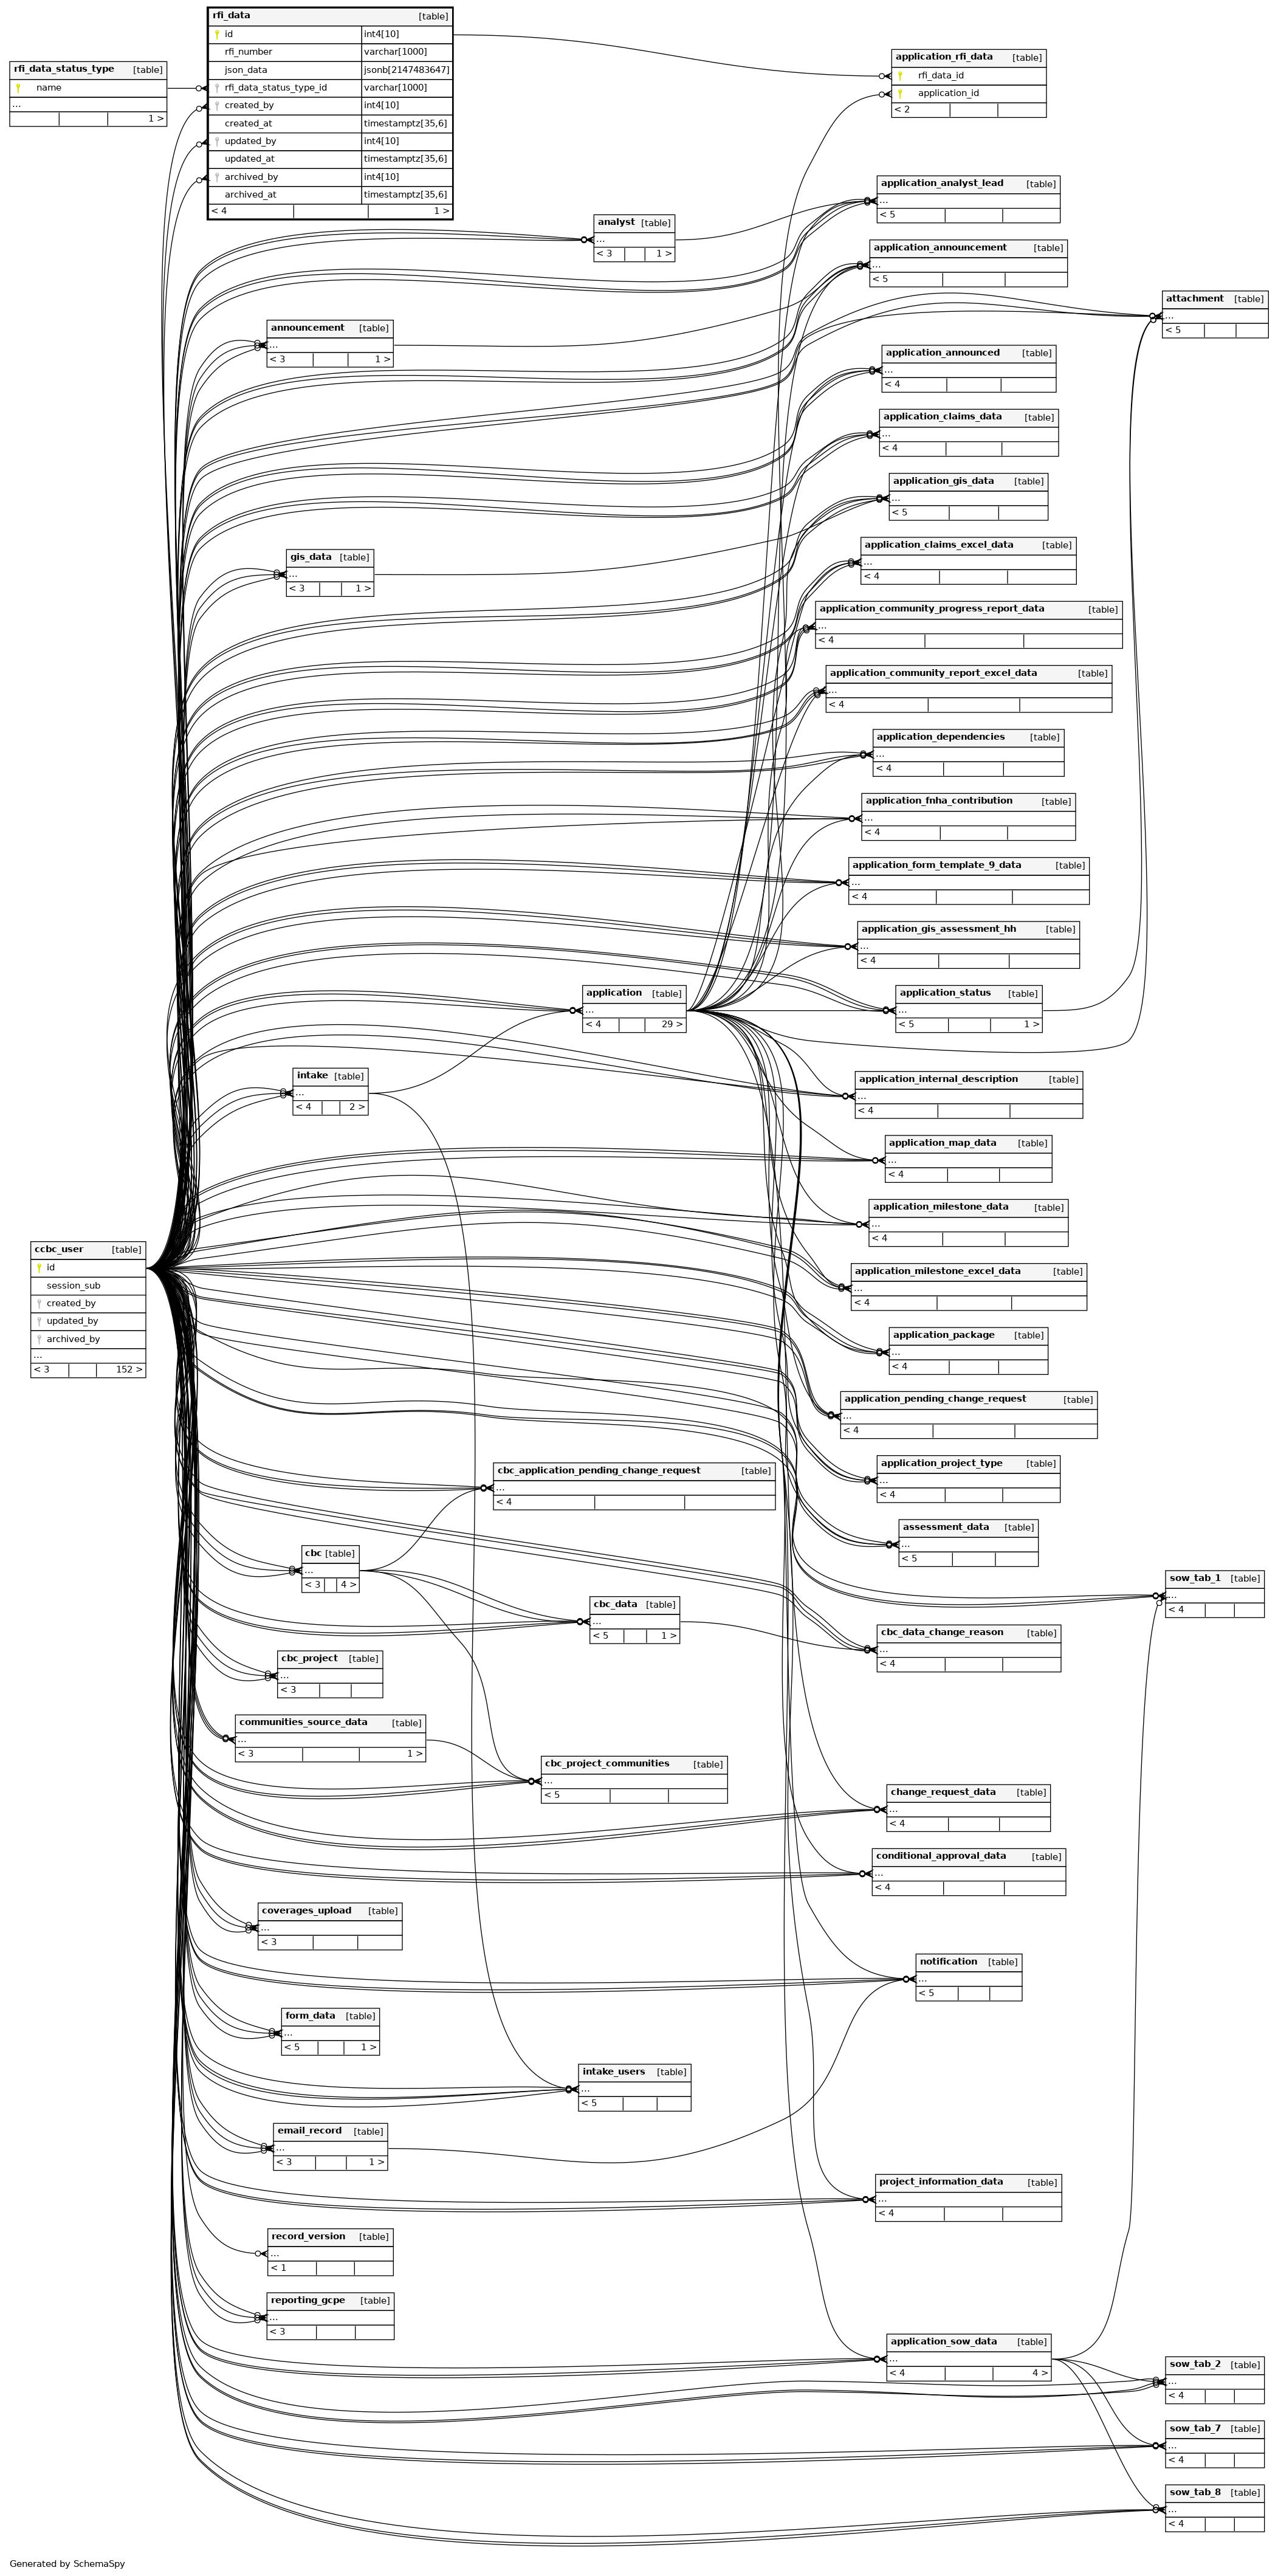 rfi_data [table]
id int4[10]
rfi_number varchar[1000]
json_data jsonb[2147483647]
rfi_data_status_type_id varchar[1000]
created_by int4[10]
created_at timestamptz[35,6]
updated_by int4[10]
updated_at timestamptz[35,6]
archived_by int4[10]
archived_at timestamptz[35,6]
< 4 1 >
rfi_data_status_type [table]
name
...
1 >
application_rfi_data [table]
rfi_data_id
application_id
< 2
application_analyst_lead [table]
...
< 5
analyst [table]
...
< 3 1 >
application_announcement [table]
...
< 5
attachment [table]
...
< 5
announcement [table]
...
< 3 1 >
application_announced [table]
...
< 4
application_claims_data [table]
...
< 4
application_gis_data [table]
...
< 5
application_claims_excel_data [table]
...
< 4
gis_data [table]
...
< 3 1 >
application_community_progress_report_data [table]
...
< 4
application_community_report_excel_data [table]
...
< 4
application_dependencies [table]
...
< 4
application_fnha_contribution [table]
...
< 4
application_form_template_9_data [table]
...
< 4
application_gis_assessment_hh [table]
...
< 4
application [table]
...
< 4 29 >
application_status [table]
...
< 5 1 >
intake [table]
...
< 4 2 >
application_internal_description [table]
...
< 4
application_map_data [table]
...
< 4
application_milestone_data [table]
...
< 4
ccbc_user [table]
id
session_sub
created_by
updated_by
archived_by
...
< 3 152 >
application_milestone_excel_data [table]
...
< 4
application_package [table]
...
< 4
application_pending_change_request [table]
...
< 4
application_project_type [table]
...
< 4
cbc_application_pending_change_request [table]
...
< 4
assessment_data [table]
...
< 5
cbc [table]
...
< 3 4 >
sow_tab_1 [table]
...
< 4
cbc_data [table]
...
< 5 1 >
cbc_data_change_reason [table]
...
< 4
cbc_project [table]
...
< 3
communities_source_data [table]
...
< 3 1 >
cbc_project_communities [table]
...
< 5
change_request_data [table]
...
< 4
conditional_approval_data [table]
...
< 4
coverages_upload [table]
...
< 3
notification [table]
...
< 5
form_data [table]
...
< 5 1 >
intake_users [table]
...
< 5
email_record [table]
...
< 3 1 >
project_information_data [table]
...
< 4
record_version [table]
...
< 1
reporting_gcpe [table]
...
< 3
application_sow_data [table]
...
< 4 4 >
sow_tab_2 [table]
...
< 4
sow_tab_7 [table]
...
< 4
sow_tab_8 [table]
...
< 4
Generated by SchemaSpy